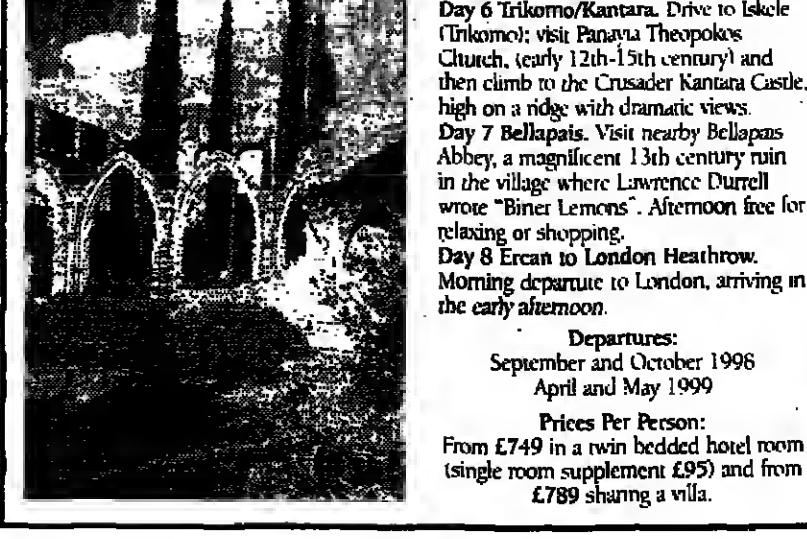 Day 6 Trikomo/Kantara. Drive to Iskele
(Trikomo); visit Panavia Theopokos
Church, (early 12th-15th century) and
then climb to the Crusader Kantara Castle,
high on a ridge with dramatic views.
Day 7 Bellapais. Visit nearby Bellapais
Abbey, a magnificent 13th century ruin
in the village where Lawrence Durrell
wrote "Biner Lemons". Afternoon free for
relaxing or shopping.
Day 8 Ercan to London Heathrow.
Morning departure to London, arriving in
the early afternoon.
Departures:
September and October 1998
April and May 1999
Prices Per Person:
From £749 in a twin bedded hotel room
(single room supplement £95) and from
£789 sharing a villa.